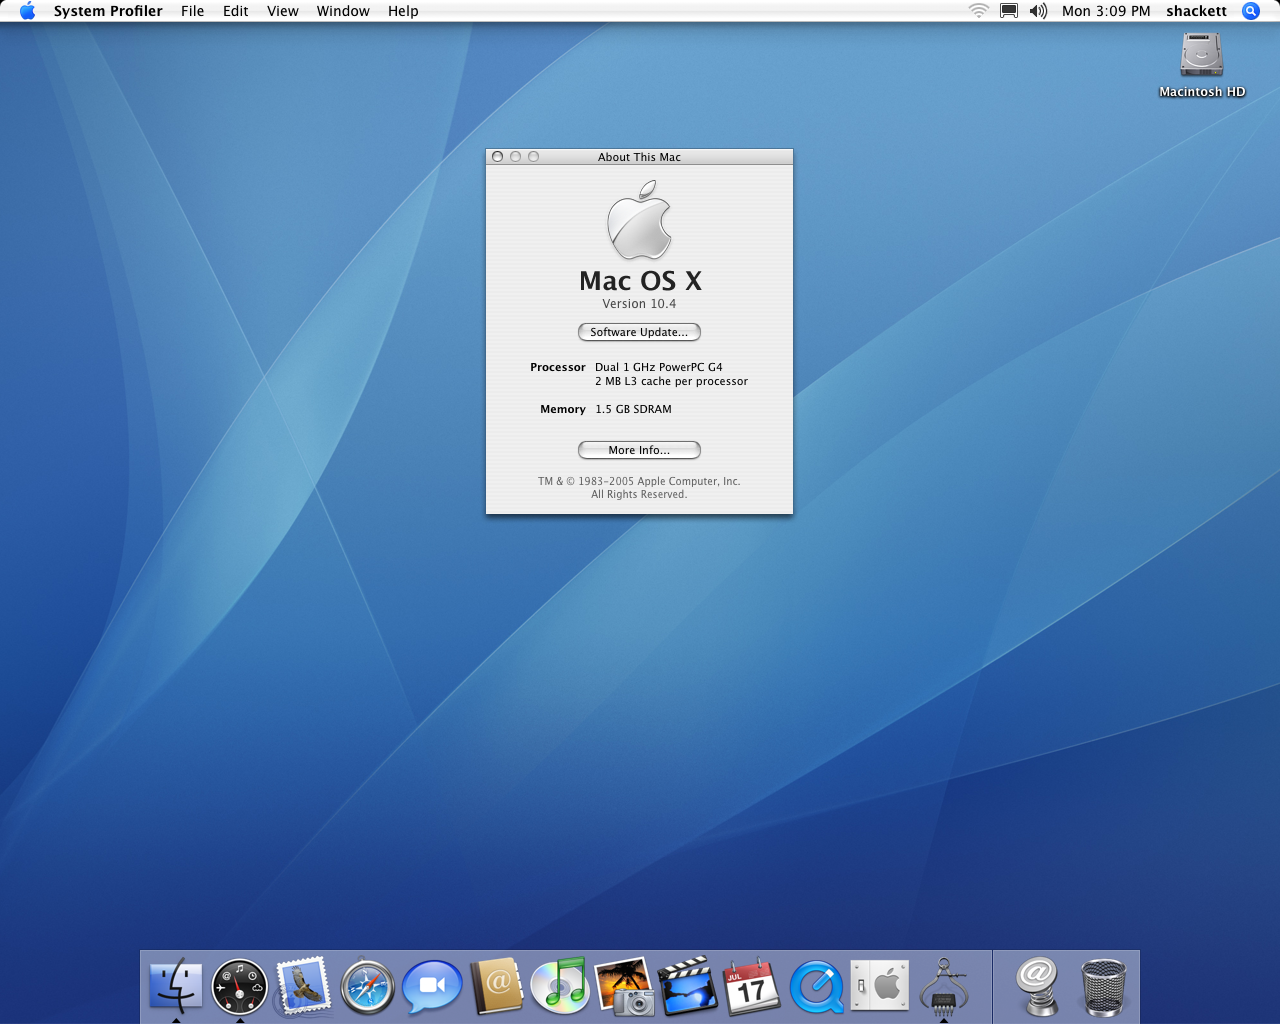 System Profiler File Edit View Window Help Mon 3:09 PM shackett
Macintosh HD
About This Mac
Mac OS X
Version 10.4
Software Update...
Processor Dual 1 GHz PowerPC G4
2 MB L3 cache per processor
Memory 1.5 GB SDRAM
More Info...
TM & © 1983-2005 Apple Computer, Inc.
All Rights Reserved.
JUL
17